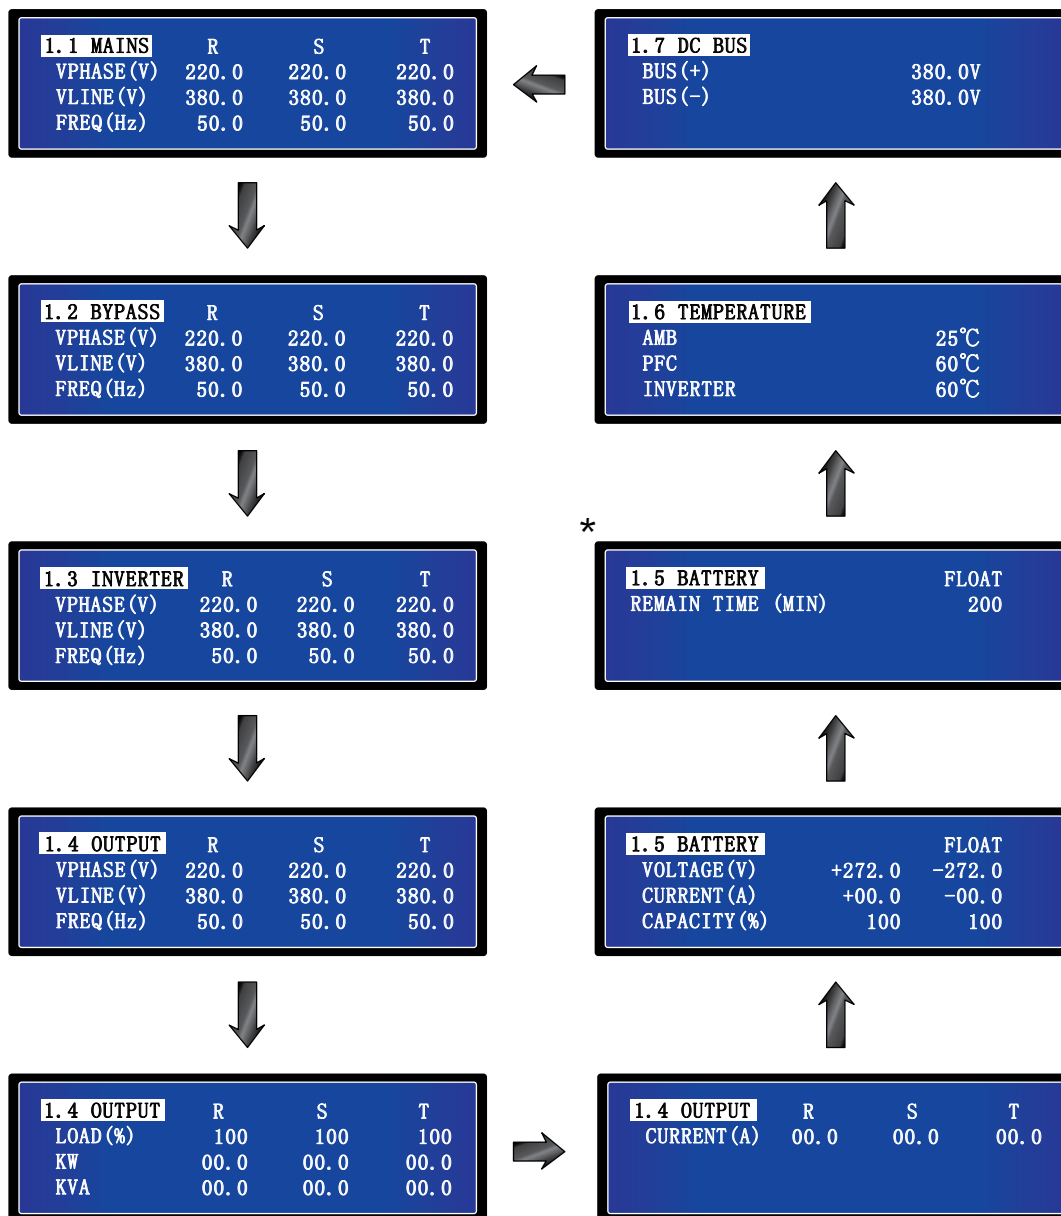 1.1 MAINS R S T
VPHASE(V) 220.0 220.0 220.0
VLINE(V) 380.0 380.0 380.0
FREQ(Hz) 50.0 50.0 50.0
1.7 DC BUS
BUS(+) 380.0V
BUS(-) 380.0V
1.2 BYPASS R S T
VPHASE(V) 220.0 220.0 220.0
VLINE(V) 380.0 380.0 380.0
FREQ(Hz) 50.0 50.0 50.0
1.6 TEMPERATURE
AMB 25℃
PFC 60℃
INVERTER 60℃
1.3 INVERTER R S T
VPHASE(V) 220.0 220.0 220.0
VLINE(V) 380.0 380.0 380.0
FREQ(Hz) 50.0 50.0 50.0
*
1.5 BATTERY FLOAT
REMAIN TIME (MIN) 200
1.4 OUTPUT R S T
VPHASE(V) 220.0 220.0 220.0
VLINE(V) 380.0 380.0 380.0
FREQ(Hz) 50.0 50.0 50.0
1.5 BATTERY FLOAT
VOLTAGE(V) +272.0 -272.0
CURRENT(A) +00.0 -00.0
CAPACITY(%) 100 100
1.4 OUTPUT R S T
LOAD(%) 100 100 100
KW 00.0 00.0 00.0
KVA 00.0 00.0 00.0
1.4 OUTPUT R S T
CURRENT(A) 00.0 00.0 00.0